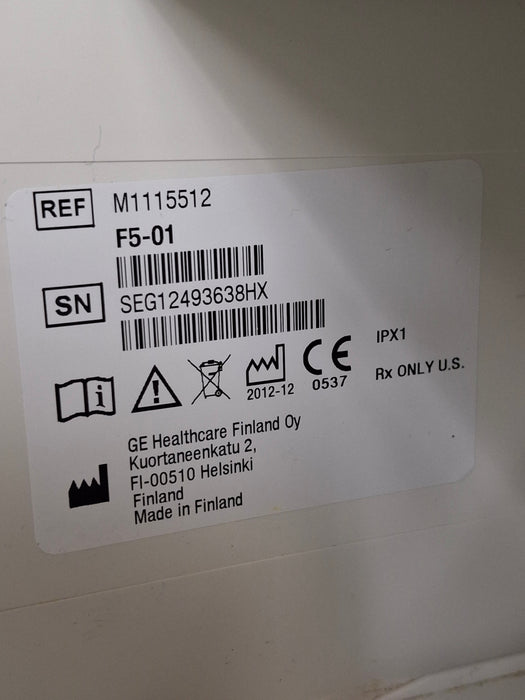 REF M1115512
F5-01
SN SEG12493638HX
i
2012-12
CE 0537
IPX1
Rx ONLY U.S.
GE Healthcare Finland Oy
Kuortaneenkatu 2,
FI-00510 Helsinki
Finland
Made in Finland